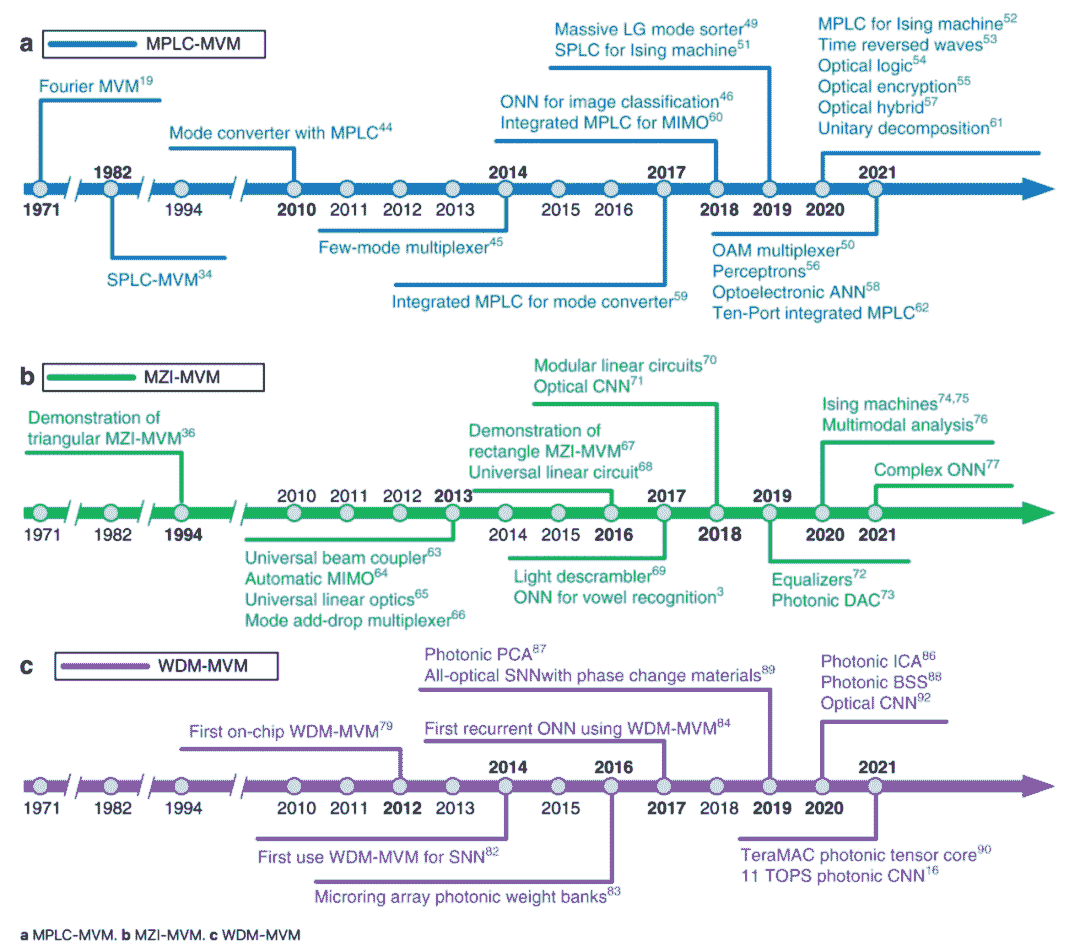 a MPLC-MVM
Fourier MVM19
Mode converter with MPLC44
Massive LG mode sorter49
SPLC for Ising machine51
ONN for image classification46
Integrated MPLC for MIMO60
MPLC for Ising machine52
Time reversed waves53
Optical logic54
Optical encryption55
Optical hybrid57
Unitary decomposition61
1982 2014 2017 2021
1971 1994 2010 2011 2012 2013 2015 2016 2018 2019 2020
SPLC-MVM34
Few-mode multiplexer45
Integrated MPLC for mode converter59
OAM multiplexer50
Perceptrons56
Optoelectronic ANN58
Ten-Port integrated MPLC62
b MZI-MVM
Demonstration of
triangular MZI-MVM36
Modular linear circuits70
Optical CNN71
Demonstration of
rectangle MZI-MVM67
Universal linear circuit68
Ising machines74,75
Multimodal analysis76
Complex ONN77
2010 2011 2012 2013 2017 2019
1971 1982 1994 2014 2015 2016 2018 2020 2021
Universal beam coupler63
Automatic MIMO64
Universal linear optics65
Mode add-drop multiplexer66
Light descrambler69
ONN for vowel recognition3
Equalizers72
Photonic DAC73
c WDM-MVM
Photonic PCA87
All-optical SNNwith phase change materials89
First on-chip WDM-MVM79
First recurrent ONN using WDM-MVM84
Photonic ICA86
Photonic BSS88
Optical CNN92
2014 2016 2021
1971 1982 1994 2010 2011 2012 2013 2015 2017 2018 2019 2020
First use WDM-MVM for SNN82
Microring array photonic weight banks83
TeraMAC photonic tensor core90
11 TOPS photonic CNN16
a MPLC-MVM. b MZI-MVM. c WDM-MVM